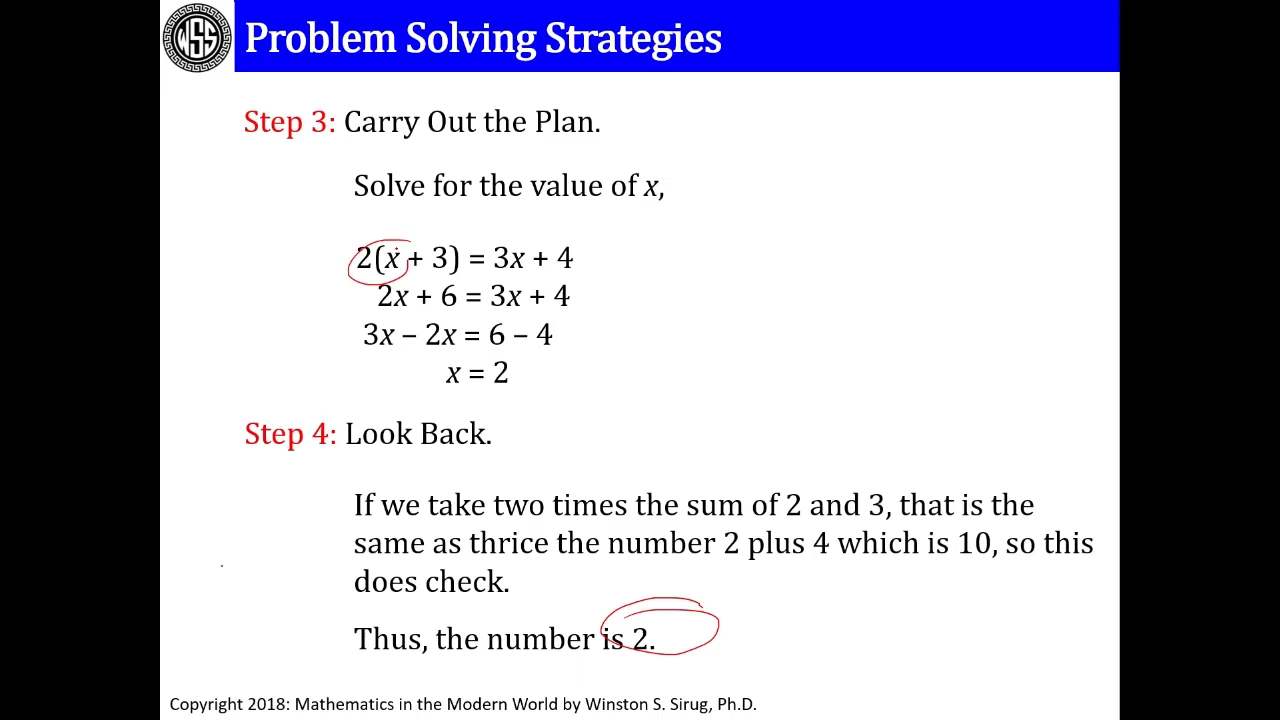 WSS
Problem Solving Strategies
Step 3: Carry Out the Plan.
Solve for the value of x,
2(x + 3) = 3x + 4
2x + 6 = 3x + 4
3x – 2x = 6 – 4
x = 2
Step 4: Look Back.
If we take two times the sum of 2 and 3, that is the
same as thrice the number 2 plus 4 which is 10, so this
does check.
Thus, the number is 2.
Copyright 2018: Mathematics in the Modern World by Winston S. Sirug, Ph.D.